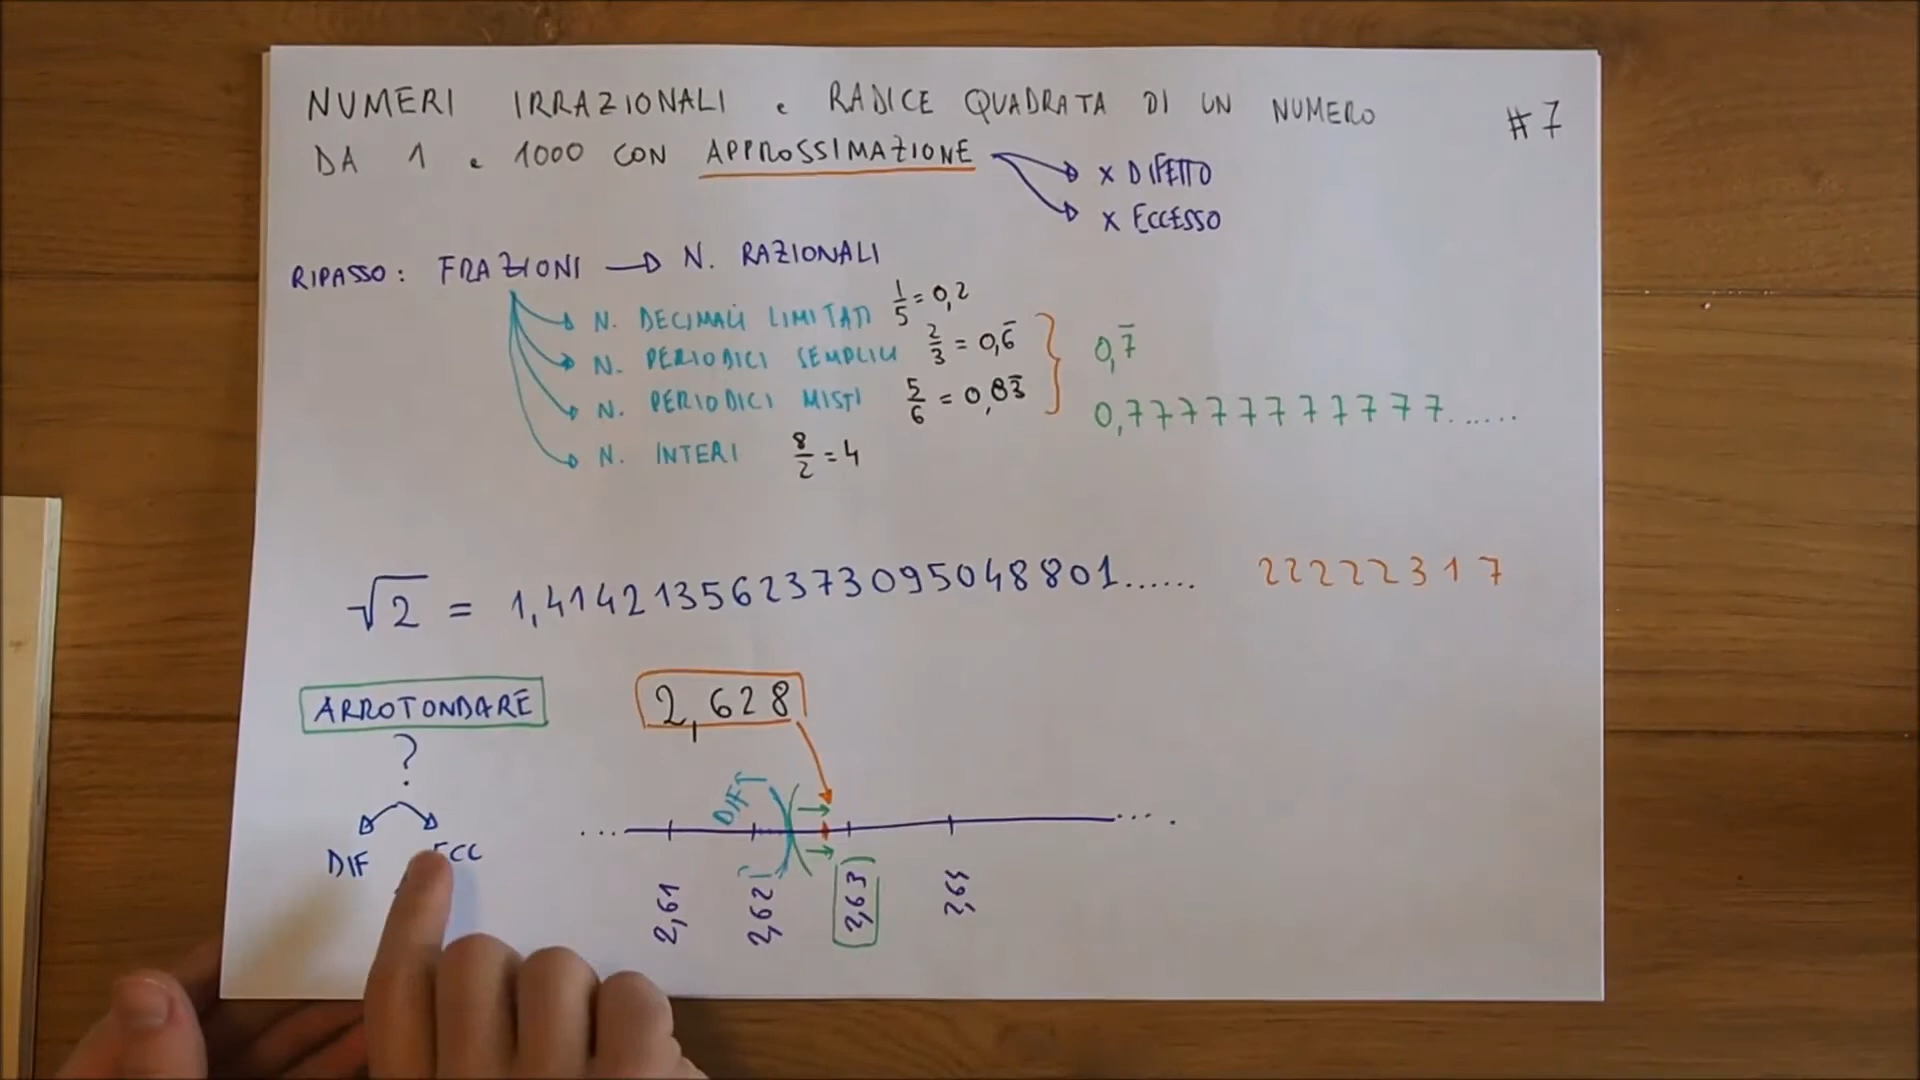 NUMERI IRRAZIONALI e RADICE QUADRATA DI UN NUMERO #7
DA 1 e 1000 CON APPROSSIMAZIONE
X DIFETTO
X ECCESSO
RIPASSO: FRAZIONI → N. RAZIONALI
N. DECIMALI LIMITATI 1/5 = 0,2
N. PERIODICI SEMPLICI 2/3 = 0,6̅
N. PERIODICI MISTI 5/6 = 0,83̅
N. INTERI 8/2 = 4
0,7̅
0,77777777777......
√2 = 1,414213562373095048801...... 22222317
ARROTONDARE
?
DIF ECC
2,628
DIF
... ....
2,61 2,62 2,63 2,63